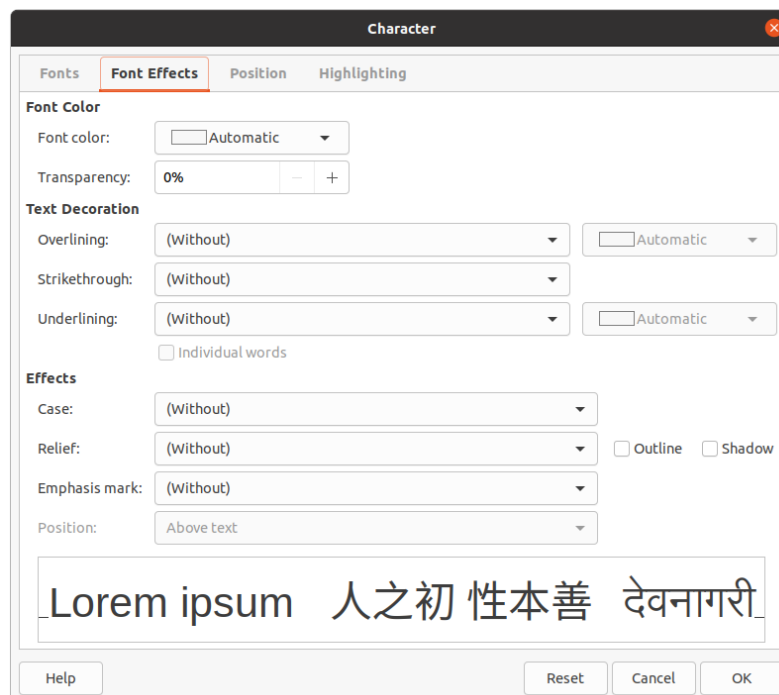 Character
Fonts Font Effects Position Highlighting
Font Color
Font color: Automatic
Transparency: 0%
Text Decoration
Overlining: (Without) Automatic
Strikethrough: (Without)
Underlining: (Without) Automatic
Individual words
Effects
Case: (Without)
Relief: (Without) Outline Shadow
Emphasis mark: (Without)
Position: Above text
Lorem ipsum 人之初 性本善 देवनागरी
Help Reset Cancel OK